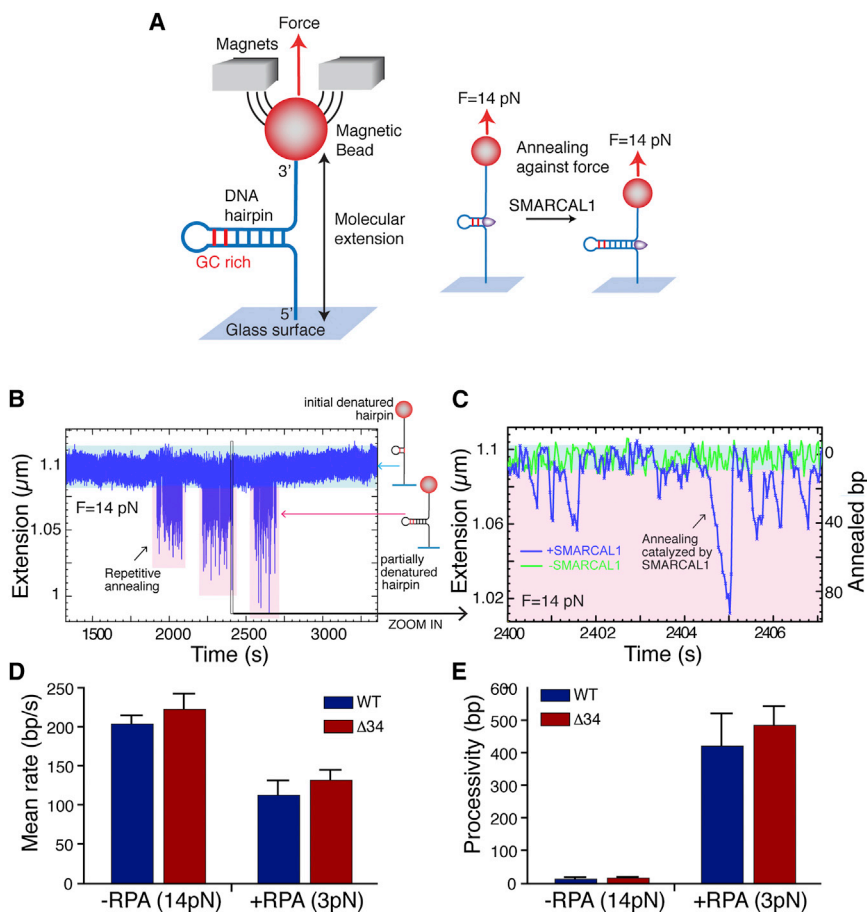 A
Force
Magnets
Magnetic
Bead
3’
DNA
hairpin
GC rich
Molecular
extension
5’
Glass surface
F=14 pN
Annealing
against force
SMARCAL1
F=14 pN
B
Extension (µm)
1.1
1.05
1
F=14 pN
Repetitive
annealing
1500
2000
2500
3000
Time (s)
initial denatured
hairpin
partially
denatured
hairpin
ZOOM IN
C
Extension (µm)
1.1
1.06
1.02
+SMARCAL1
-SMARCAL1
Annealing
catalyzed by
SMARCAL1
F=14 pN
0
40
80
Annealed bp
2400
2402
2404
2406
Time (s)
D
Mean rate (bp/s)
250
200
150
100
50
0
WT
Δ34
-RPA (14pN)
+RPA (3pN)
E
Processivity (bp)
600
500
400
300
200
100
0
WT
Δ34
-RPA (14pN)
+RPA (3pN)